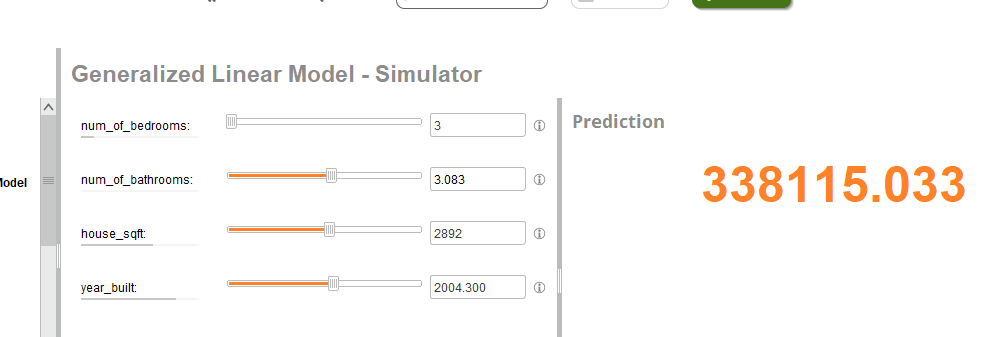 Generalized Linear Model - Simulator
num_of_bedrooms:
3
num_of_bathrooms:
3.083
house_sqft:
2892
year_built:
2004.300
Model
Prediction
338115.033